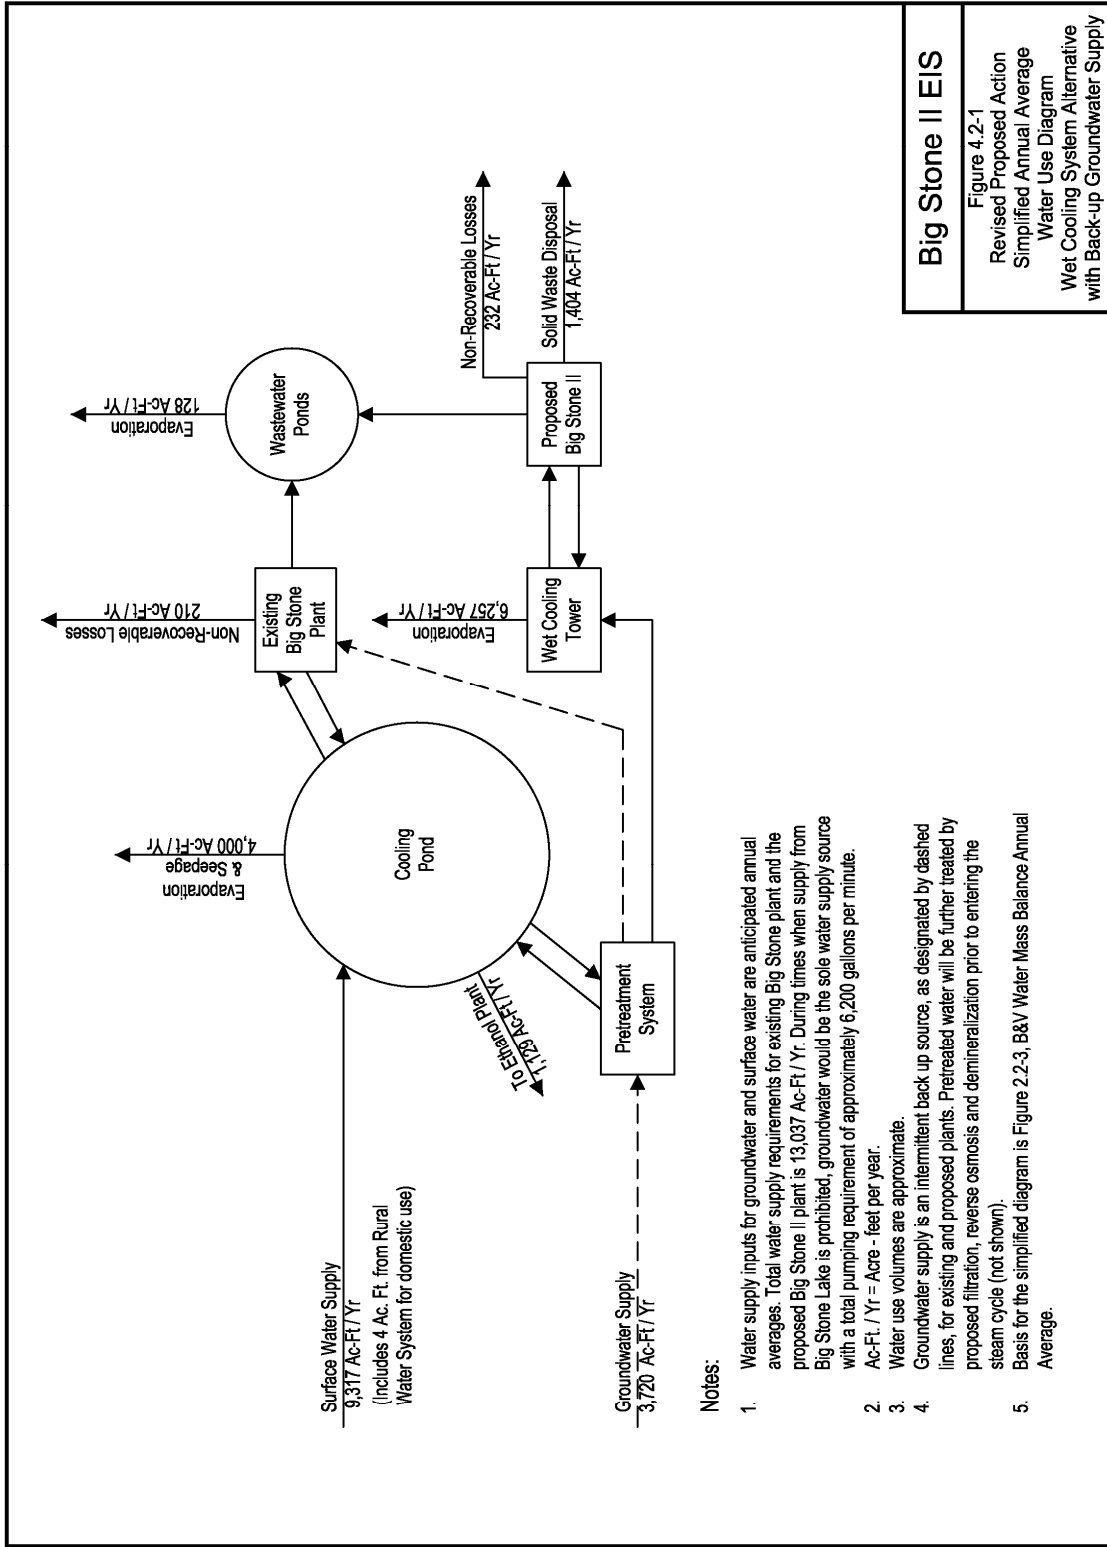 Surface Water Supply
9,317 Ac-Ft / Yr
(Includes 4 Ac. Ft. from Rural
Water System for domestic use)
Groundwater Supply
3,720 Ac-Ft / Yr
Evaporation
& Seepage
4,000 Ac-Ft / Yr
Cooling
Pond
To Ethanol Plant
1,129 Ac-Ft / Yr
Pretreatment
System
Non-Recoverable Losses
210 Ac-Ft / Yr
Existing
Big Stone
Plant
Evaporation
6,257 Ac-Ft / Yr
Wet Cooling
Tower
Evaporation
128 Ac-Ft / Yr
Wastewater
Ponds
Proposed
Big Stone II
Non-Recoverable Losses
232 Ac-Ft / Yr
Solid Waste Disposal
1,404 Ac-Ft / Yr
Notes:
1. Water supply inputs for groundwater and surface water are anticipated annual
averages. Total water supply requirements for existing Big Stone plant and the
proposed Big Stone II plant is 13,037 Ac-Ft / Yr. During times when supply from
Big Stone Lake is prohibited, groundwater would be the sole water supply source
with a total pumping requirement of approximately 6,200 gallons per minute.
2. Ac-Ft. / Yr = Acre - feet per year.
3. Water use volumes are approximate.
4. Groundwater supply is an intermittent back up source, as designated by dashed
lines, for existing and proposed plants. Pretreated water will be further treated by
proposed filtration, reverse osmosis and demineralization prior to entering the
steam cycle (not shown).
5. Basis for the simplified diagram is Figure 2.2-3, B&V Water Mass Balance Annual
Average.
Big Stone II EIS
Figure 4.2-1
Revised Proposed Action
Simplified Annual Average
Water Use Diagram
Wet Cooling System Alternative
with Back-up Groundwater Supply